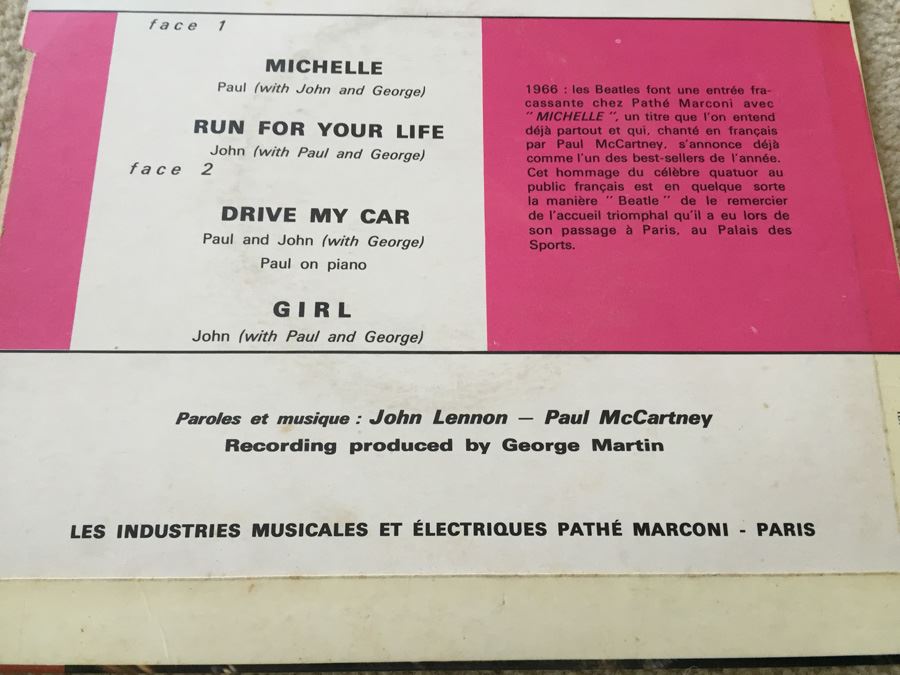 face 1
MICHELLE
Paul (with John and George)
RUN FOR YOUR LIFE
John (with Paul and George)
face 2
DRIVE MY CAR
Paul and John (with George)
Paul on piano
GIRL
John (with Paul and George)
1966 : les Beatles font une entrée fra-
cassante chez Pathé Marconi avec
" MICHELLE ", un titre que l'on entend
déjà partout et qui, chanté en français
par Paul McCartney, s'annonce déjà
comme l'un des best-sellers de l'année.
Cet hommage du célèbre quatuor au
public français est en quelque sorte
la manière " Beatle " de le remercier
de l'accueil triomphal qu'il a eu lors de
son passage à Paris, au Palais des
Sports.
Paroles et musique : John Lennon — Paul McCartney
Recording produced by George Martin
LES INDUSTRIES MUSICALES ET ÉLECTRIQUES PATHÉ MARCONI - PARIS